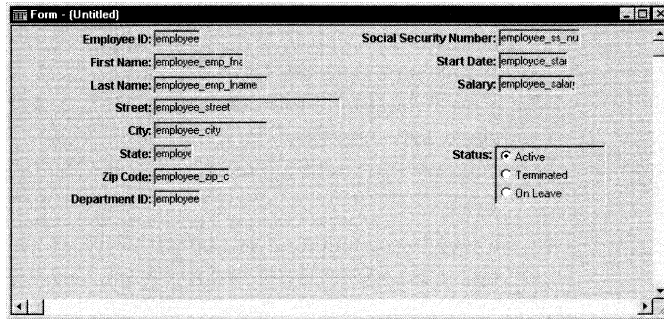 Form - (Untitled)
Employee ID: employee
Social Security Number: employee_ss_nu
First Name: employee_emp_fna
Start Date: employee_star
Last Name: employee_emp_lname
Salary: employee_salary
Street: employee_street
City: employee_city
State: employe
Status: Active
Zip Code: employee_zip_c
Terminated
Department ID: employee
On Leave